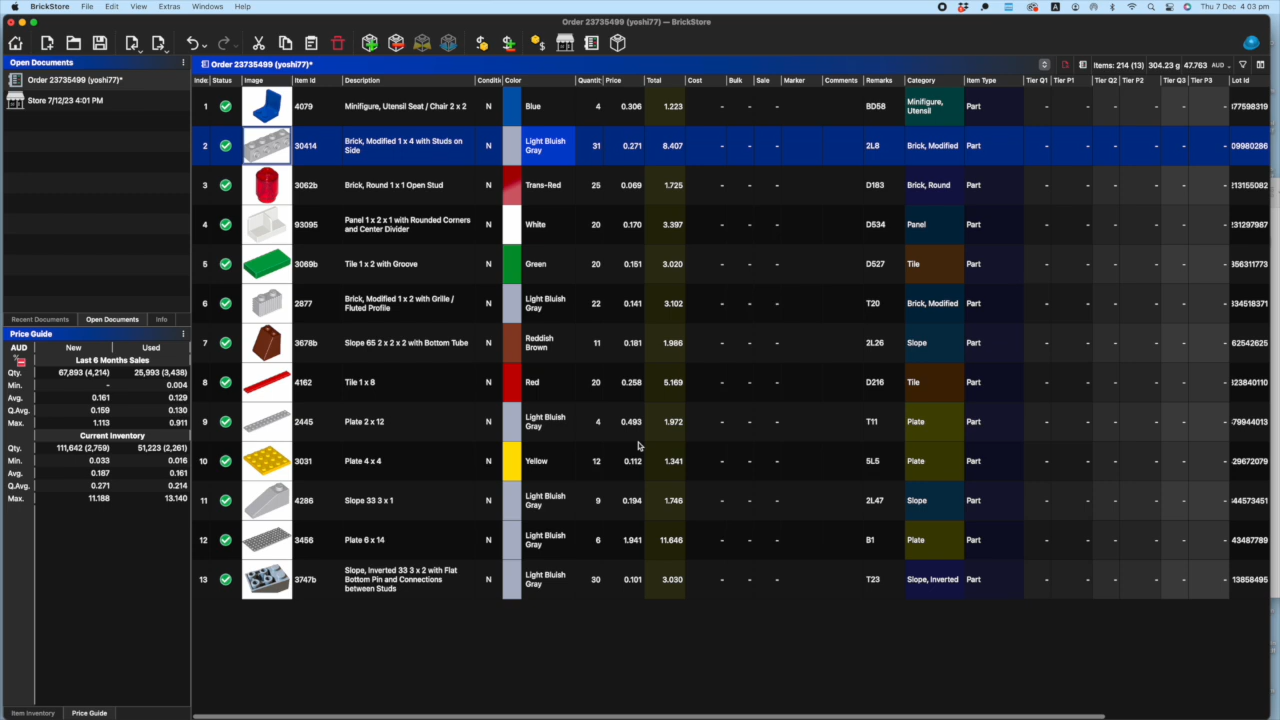 BrickStore File Edit View Extras Windows Help Thu 7 Dec 4:03 pm
Order 23735499 (yoshi77) — BrickStore
Open Documents
Order 23735499 (yoshi77)*
Store 7/12/23 4:01 PM
Recent Documents Open Documents Info
Price Guide
AUD New Used
Last 6 Months Sales
Qty. 67,893 (4,214) 25,993 (3,438)
Min. - 0.004
Avg. 0.161 0.129
Q.Avg. 0.159 0.130
Max. 1.113 0.911
Current Inventory
Qty. 111,642 (2,759) 51,223 (2,261)
Min. 0.033 0.016
Avg. 0.187 0.161
Q.Avg. 0.271 0.214
Max. 11.188 13.140
Item Inventory Price Guide
Order 23735499 (yoshi77)* Items: 214 (13) 304.23 g 47.763 AUD
Index Status Image Item Id Description Conditi Color Quantit Price Total Cost Bulk Sale Marker Comments Remarks Category Item Type Tier Q1 Tier P1 Tier Q2 Tier P2 Tier Q3 Tier P3 Lot Id
1 4079 Minifigure, Utensil Seat / Chair 2 x 2 N Blue 4 0.306 1.223 - - - BD58 Minifigure, Utensil Part - - - - - - 77598319
2 30414 Brick, Modified 1 x 4 with Studs on Side N Light Bluish Gray 31 0.271 8.407 - - - 2L8 Brick, Modified Part - - - - - - 09980286
3 3062b Brick, Round 1 x 1 Open Stud N Trans-Red 25 0.069 1.725 - - - D183 Brick, Round Part - - - - - - 213155082
4 93095 Panel 1 x 2 x 1 with Rounded Corners and Center Divider N White 20 0.170 3.397 - - - D534 Panel Part - - - - - - 231297987
5 3069b Tile 1 x 2 with Groove N Green 20 0.151 3.020 - - - D527 Tile Part - - - - - - 356311773
6 2877 Brick, Modified 1 x 2 with Grille / Fluted Profile N Light Bluish Gray 22 0.141 3.102 - - - T20 Brick, Modified Part - - - - - - 334518371
7 3678b Slope 65 2 x 2 x 2 with Bottom Tube N Reddish Brown 11 0.181 1.986 - - - 2L26 Slope Part - - - - - - 62542625
8 4162 Tile 1 x 8 N Red 20 0.258 5.169 - - - D216 Tile Part - - - - - - 323840110
9 2445 Plate 2 x 12 N Light Bluish Gray 4 0.493 1.972 - - - T11 Plate Part - - - - - - 79944013
10 3031 Plate 4 x 4 N Yellow 12 0.112 1.341 - - - 5L5 Plate Part - - - - - - 29672079
11 4286 Slope 33 3 x 1 N Light Bluish Gray 9 0.194 1.746 - - - 2L47 Slope Part - - - - - - 44573451
12 3456 Plate 6 x 14 N Light Bluish Gray 6 1.941 11.646 - - - B1 Plate Part - - - - - - 43487789
13 3747b Slope, Inverted 33 3 x 2 with Flat Bottom Pin and Connections between Studs N Light Bluish Gray 30 0.101 3.030 - - - T23 Slope, Inverted Part - - - - - - 13858495